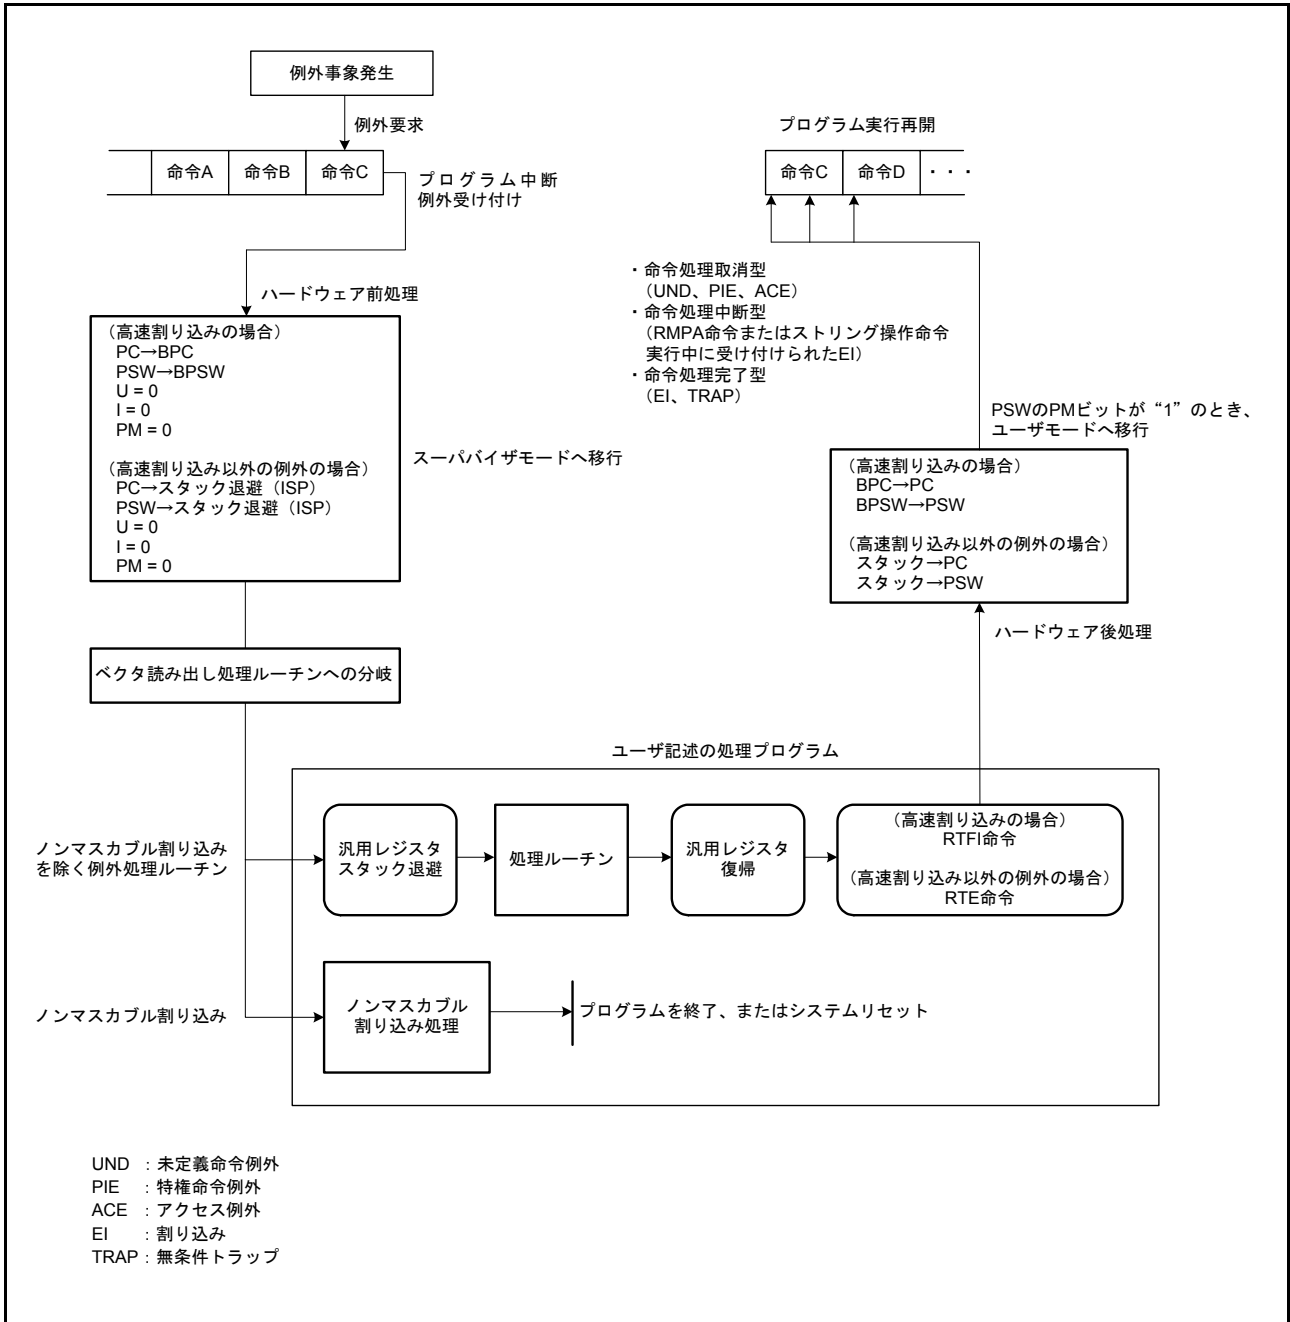 例外事象発生
例外要求
命令A
命令B
命令C
プログラム中断
例外受け付け
プログラム実行再開
命令C
命令D
・・・
ハードウェア前処理
(高速割り込みの場合)
PC→BPC
PSW→BPSW
U = 0
I = 0
PM = 0
(高速割り込み以外の例外の場合)
PC→スタック退避(ISP)
PSW→スタック退避(ISP)
U = 0
I = 0
PM = 0
スーパバイザモードへ移行
・命令処理取消型
(UND、PIE、ACE)
・命令処理中断型
(RMPA命令またはストリング操作命令
実行中に受け付けられたEI)
・命令処理完了型
(EI、TRAP)
PSWのPMビットが“1”のとき、
ユーザモードへ移行
(高速割り込みの場合)
BPC→PC
BPSW→PSW
(高速割り込み以外の例外の場合)
スタック→PC
スタック→PSW
ハードウェア後処理
ベクタ読み出し処理ルーチンへの分岐
ユーザ記述の処理プログラム
ノンマスカブル割り込み
を除く例外処理ルーチン
汎用レジスタ
スタック退避
処理ルーチン
汎用レジスタ
復帰
(高速割り込みの場合)
RTFI命令
(高速割り込み以外の例外の場合)
RTE命令
ノンマスカブル割り込み
ノンマスカブル
割り込み処理
プログラムを終了、またはシステムリセット
UND :未定義命令例外
PIE :特権命令例外
ACE :アクセス例外
EI :割り込み
TRAP:無条件トラップ